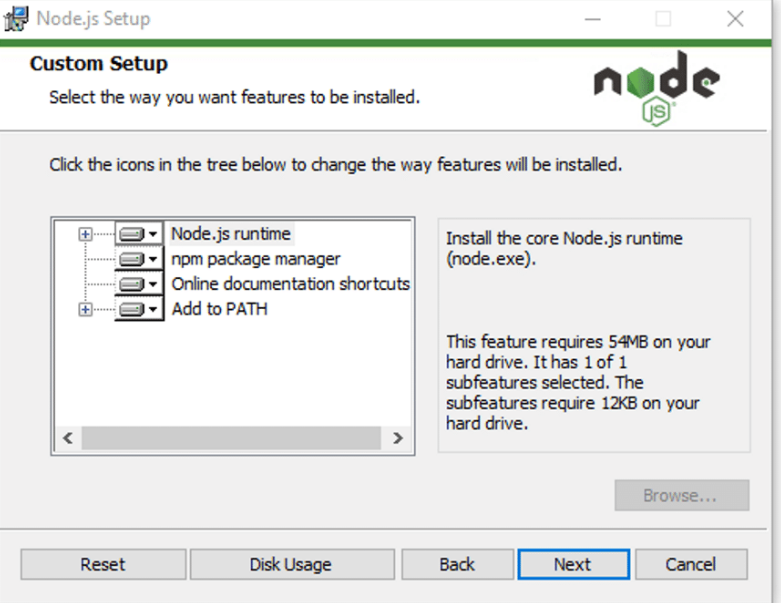 Node.js Setup
Custom Setup
Select the way you want features to be installed.
node
JS
Click the icons in the tree below to change the way features will be installed.
Node.js runtime
npm package manager
Online documentation shortcuts
Add to PATH
Install the core Node.js runtime
(node.exe).
This feature requires 54MB on your
hard drive. It has 1 of 1
subfeatures selected. The
subfeatures require 12KB on your
hard drive.
Browse...
Reset
Disk Usage
Back
Next
Cancel